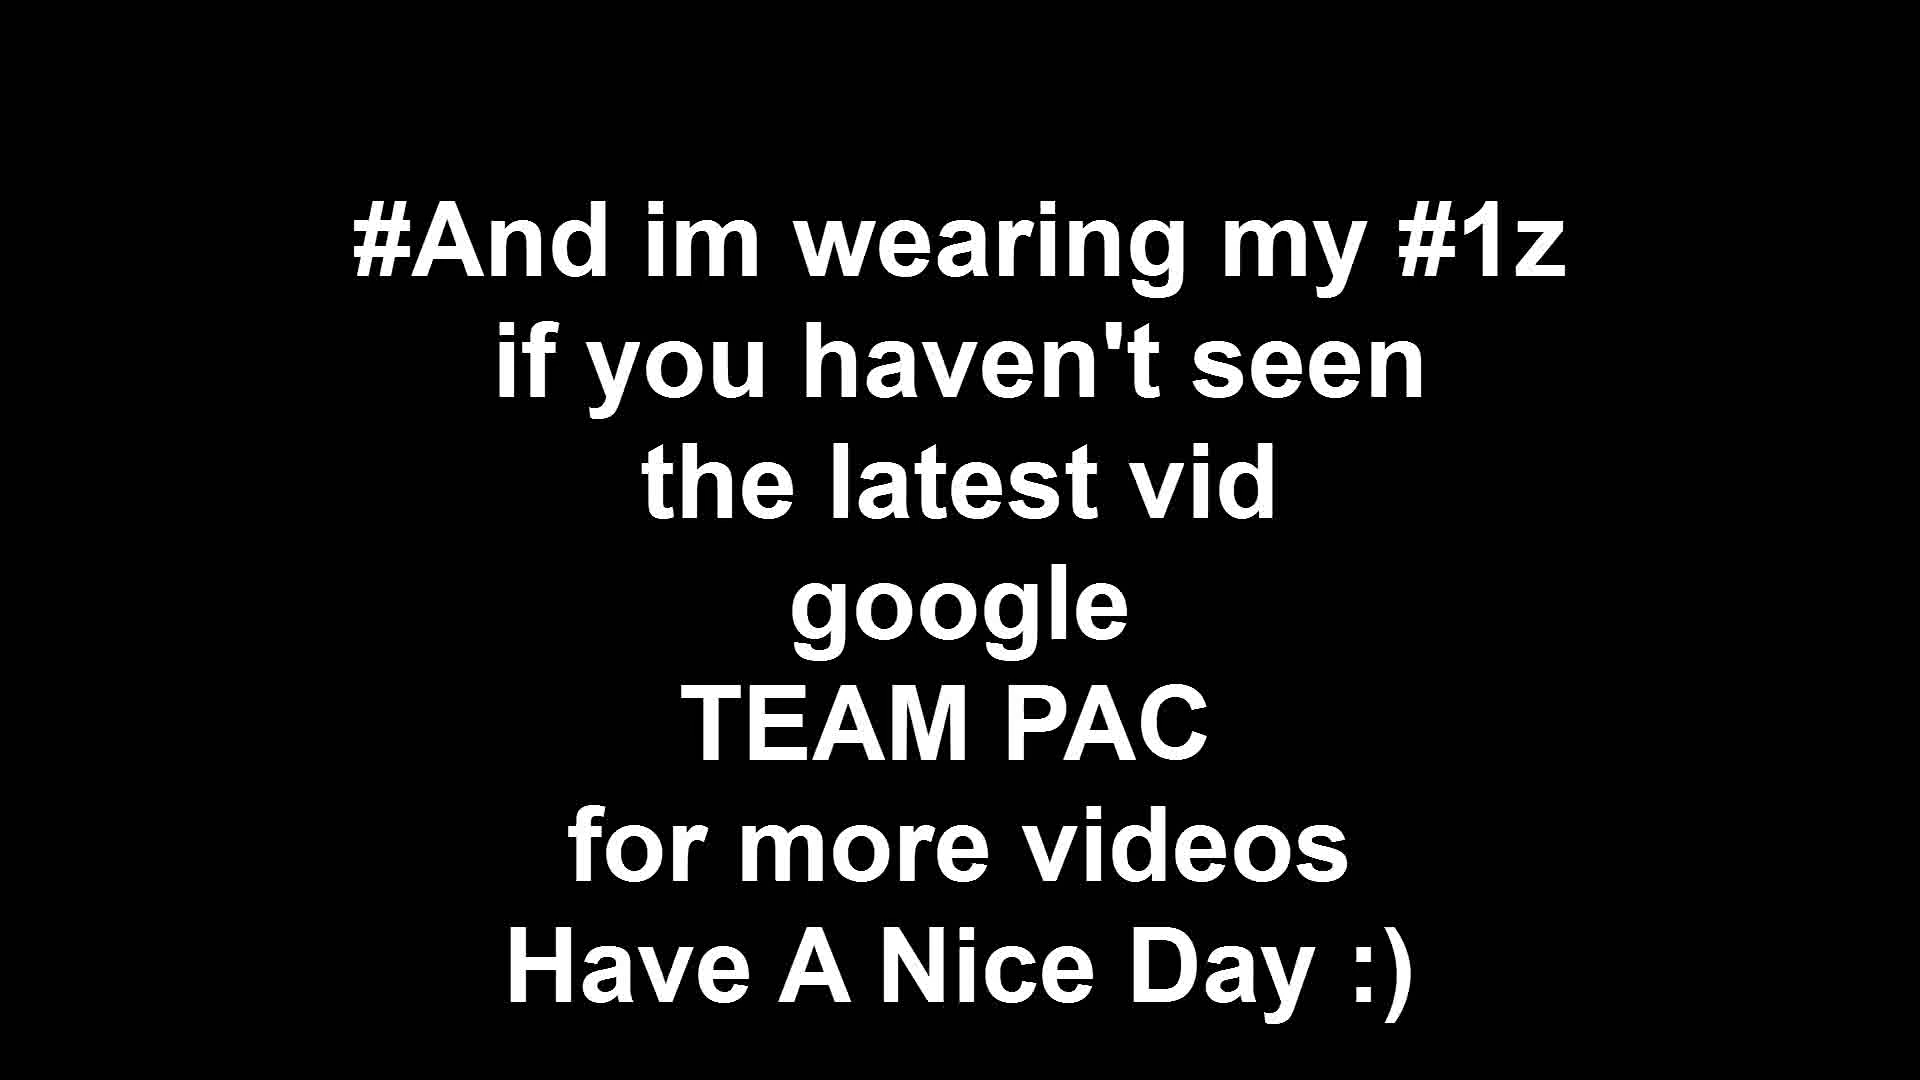 #And im wearing my #1z
if you haven't seen
the latest vid
google
TEAM PAC
for more videos
Have A Nice Day :)